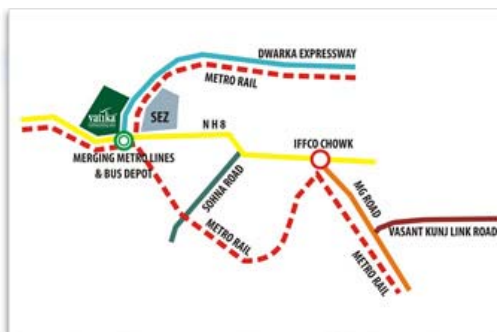 DWARKA EXPRESSWAY
METRO RAIL
vatika
SEZ
NH8
IFFCO CHOWK
MERGING METRO LINES
& BUS DEPOT
SOHNA ROAD
MG ROAD
VASANT KUNJ LINK ROAD
METRO RAIL
METRO RAIL